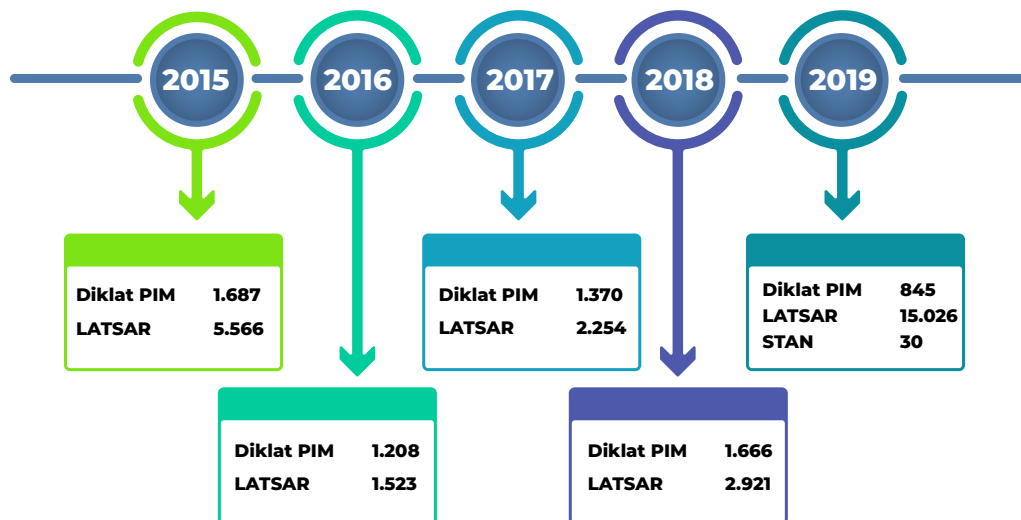 2015 2016 2017 2018 2019
Diklat PIM 1.687
LATSAR 5.566
Diklat PIM 1.370
LATSAR 2.254
Diklat PIM 845
LATSAR 15.026
STAN 30
Diklat PIM 1.208
LATSAR 1.523
Diklat PIM 1.666
LATSAR 2.921